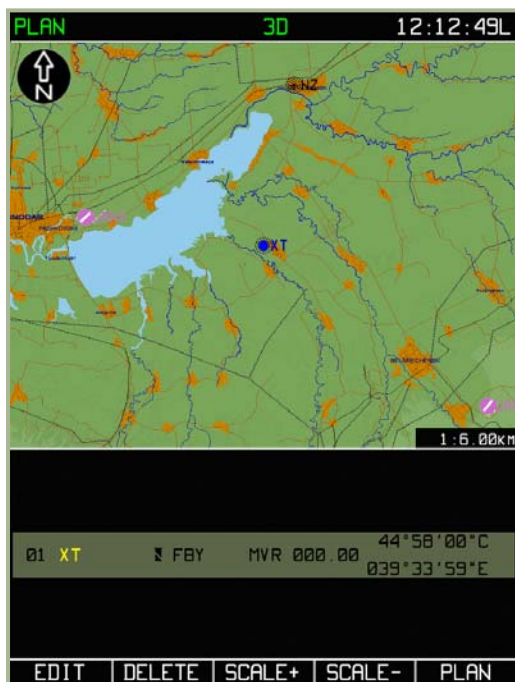 PLAN 3D 12:12:49L
N
NZ
XT
1:6.00KM
01 XT FBY MVR 000.00 44°58'00"C
039°33'59"E
EDIT DELETE SCALE+ SCALE- PLAN